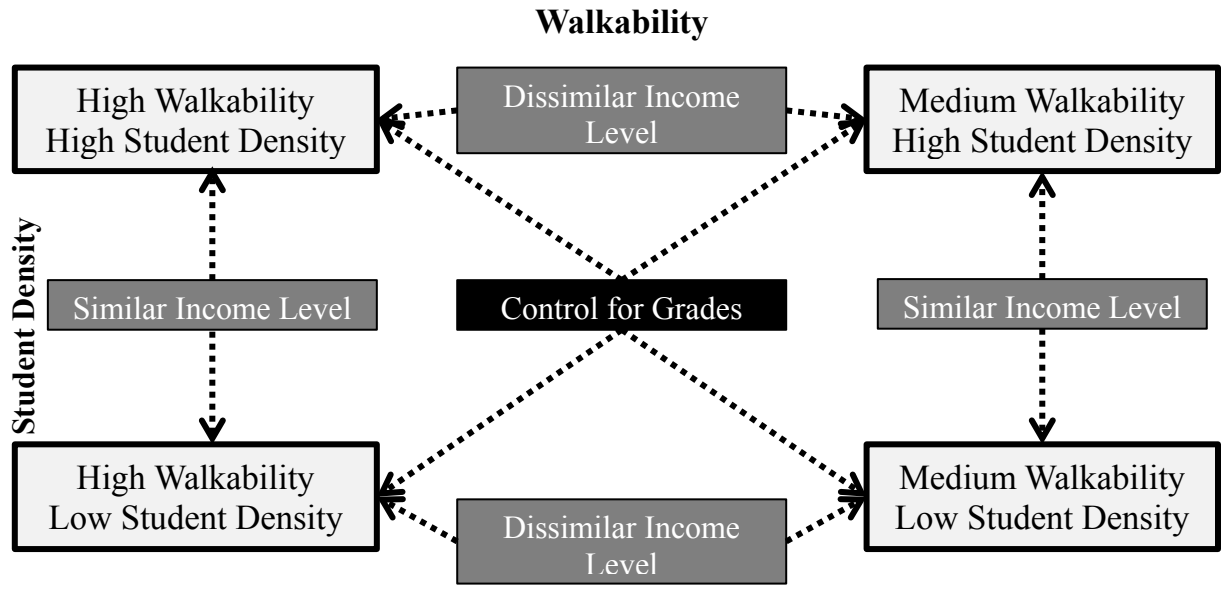 Walkability
High Walkability
High Student Density
Dissimilar Income
Level
Medium Walkability
High Student Density
Student Density
Similar Income Level
Control for Grades
Similar Income Level
High Walkability
Low Student Density
Dissimilar Income
Level
Medium Walkability
Low Student Density